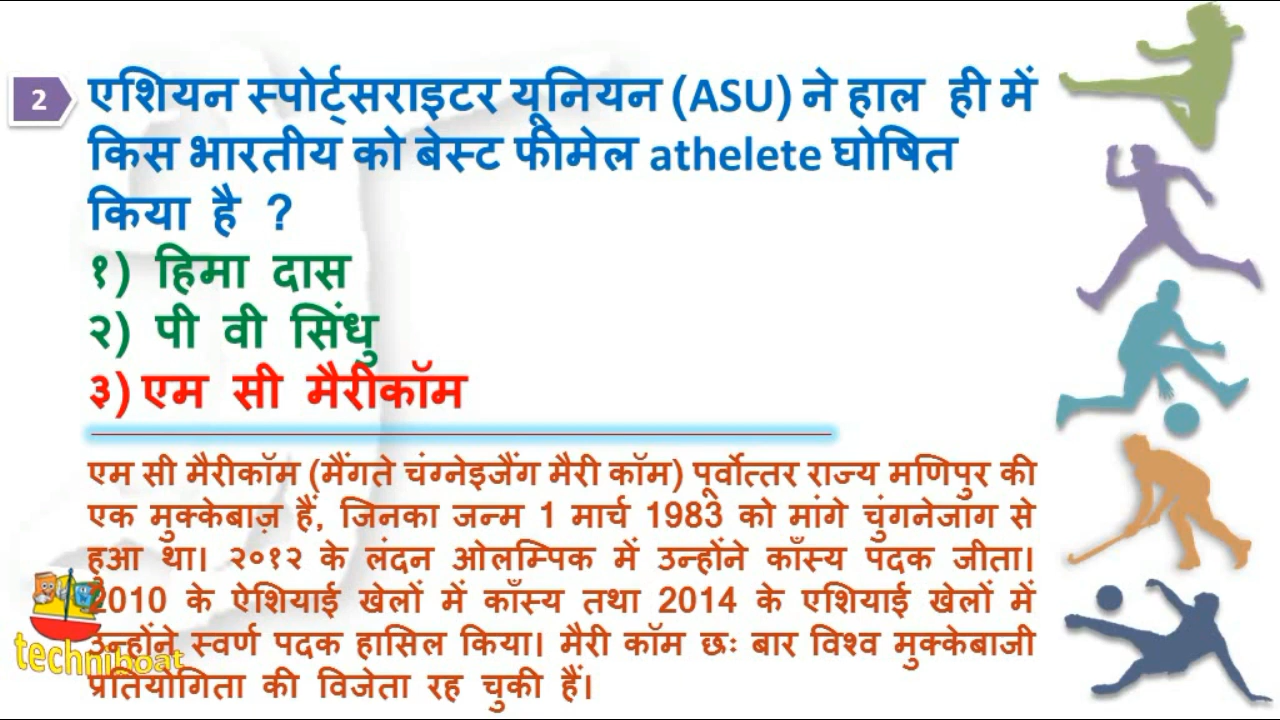 2
एशियन स्पोर्ट्सराइटर यूनियन (ASU) ने हाल ही में
किस भारतीय को बेस्ट फीमेल athelete घोषित
किया है ?
१) हिमा दास
२) पी वी सिंधु
३) एम सी मैरीकॉम
एम सी मैरीकॉम (मैंगते चंग्नेइजैंग मैरी कॉम) पूर्वोत्तर राज्य मणिपुर की
एक मुक्केबाज़ हैं, जिनका जन्म 1 मार्च 1983 को मांगे चुंगनेजांग से
हुआ था। २०१२ के लंदन ओलम्पिक में उन्होंने काँस्य पदक जीता।
2010 के ऐशियाई खेलों में काँस्य तथा 2014 के एशियाई खेलों में
उन्होंने स्वर्ण पदक हासिल किया। मैरी कॉम छः बार विश्व मुक्केबाजी
प्रतियोगिता की विजेता रह चुकी हैं।
techniboat